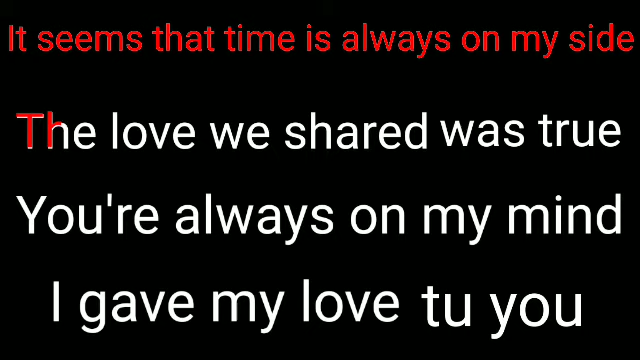 It seems that time is always on my side
The love we shared was true
You're always on my mind
I gave my love tu you